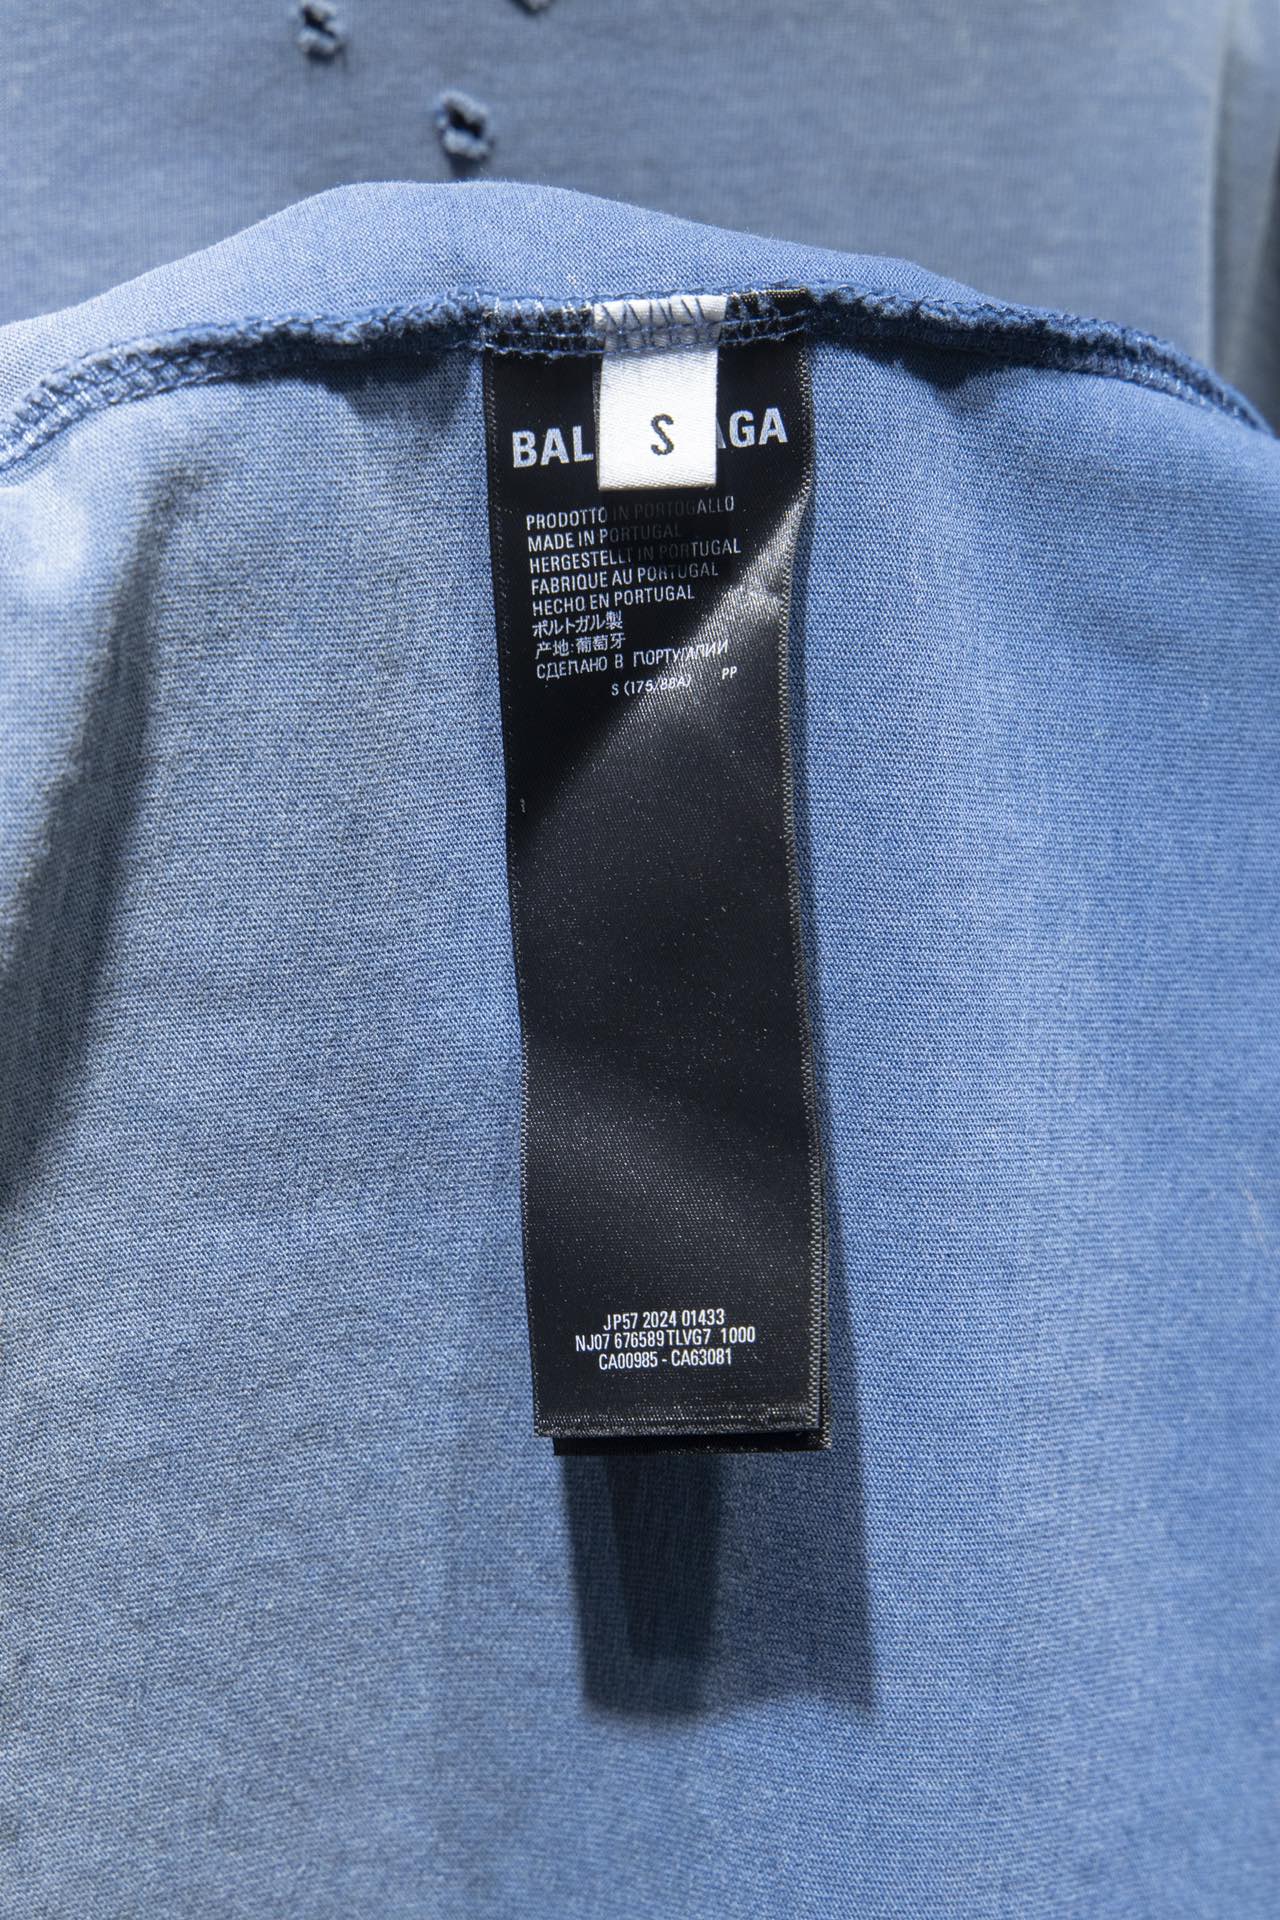 BAL S AGA
PRODOTTO IN PORTOGALLO
MADE IN PORTUGAL
HERGESTELLT IN PORTUGAL
FABRIQUE AU PORTUGAL
HECHO EN PORTUGAL
ポルトガル製
产地:葡萄牙
СДЕЛАНО В ПОРТУГАЛИИ
S (175/88A) PP
JP57 2024 01433
NJ07 676589 TLVG7 1000
CA00985 - CA63081